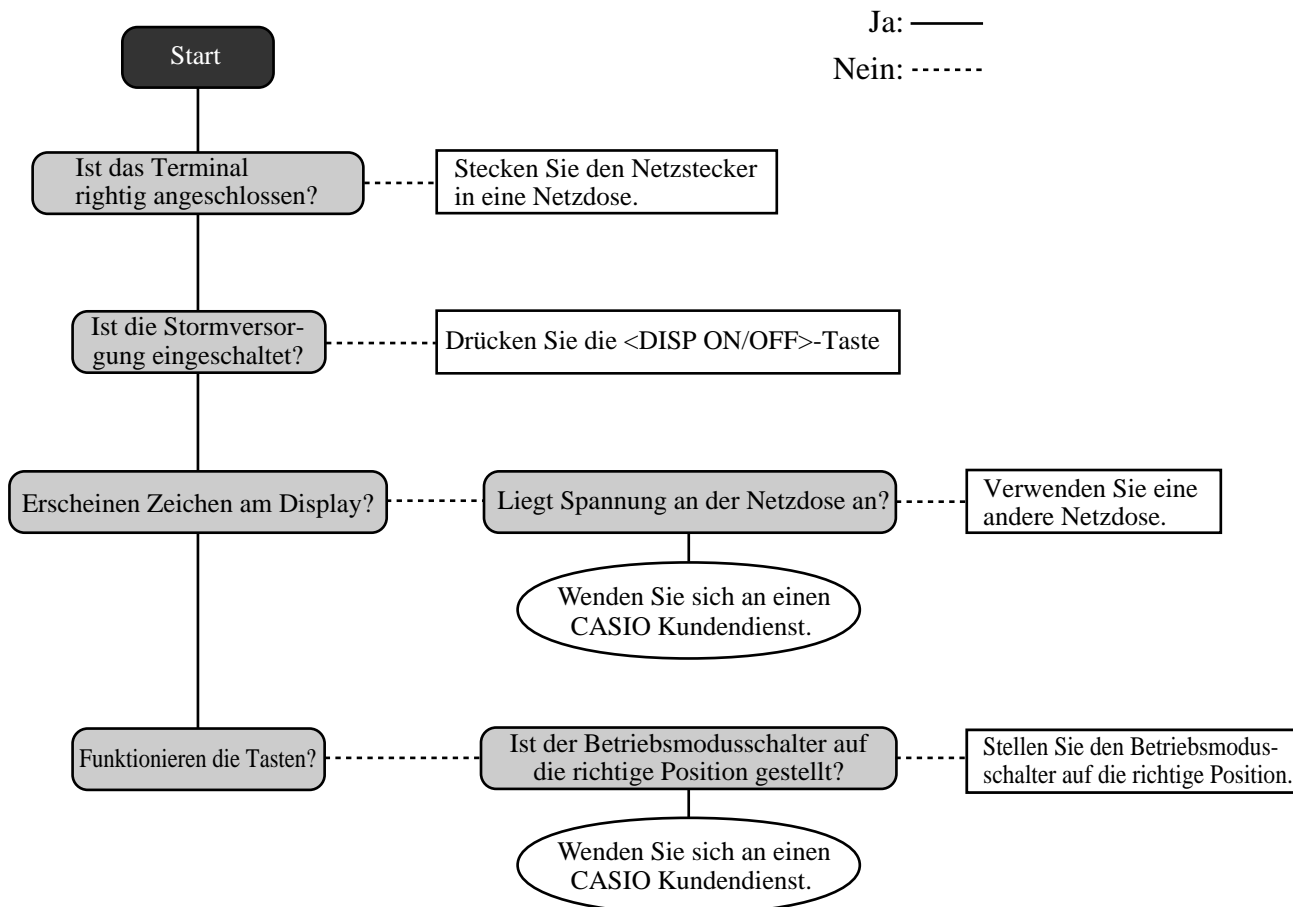 Ja:
Nein:
Start
Ist das Terminal
rightig angeschlossen?
Stecken Sie den Netzstecker
in eine Netzdose.
Ist die Stormversor-
gung eingeschaltet?
Drücken Sie die <DISP ON/OFF>-Taste
Erscheinen Zeichen am Display?
Liegt Spannung an der Netzdose an?
Verwenden Sie eine
andere Netzdose.
Wenden Sie sich an einen
CASIO Kundendienst.
Funktionieren die Tasten?
Ist der Betriebsmodusschalter auf
die richtige Position gestellt?
Stellen Sie den Betriebsmodus-
schalter auf die richtige Position.
Wenden Sie sich an einen
CASIO Kundendienst.